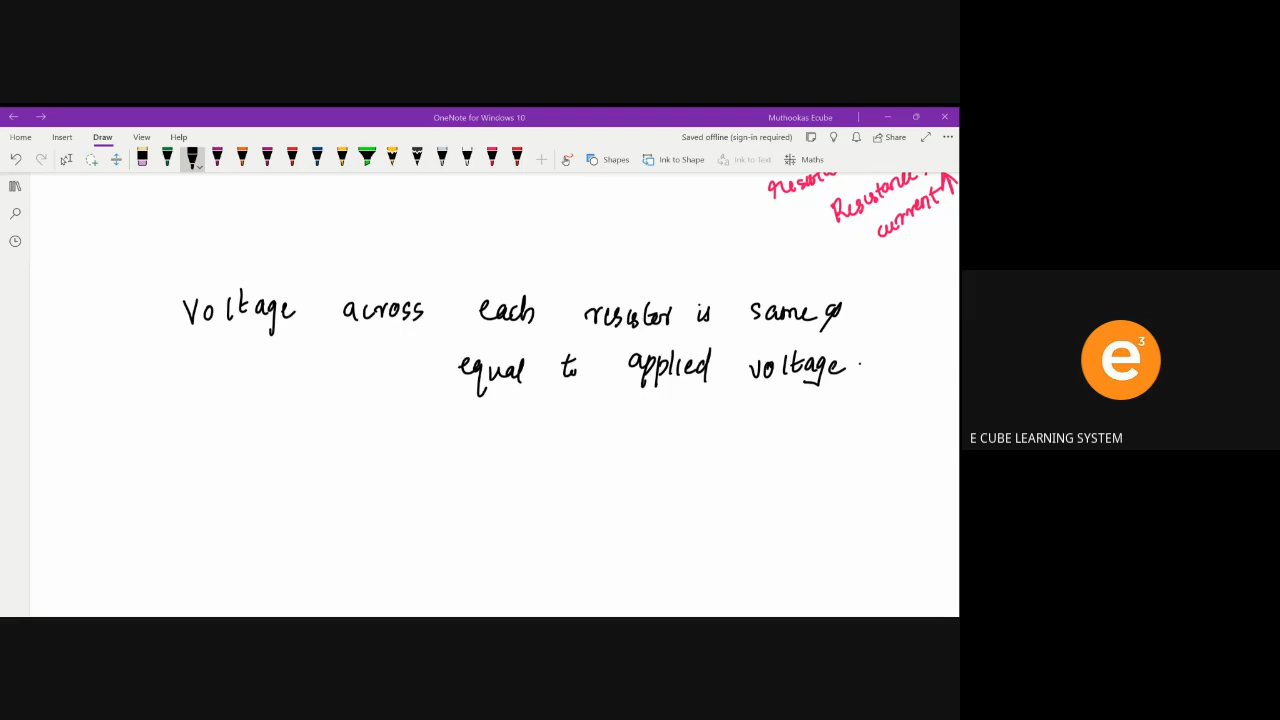 OneNote for Windows 10
Muthookas Ecube
Home Insert Draw View Help
Saved offline (sign-in required)
Share
Shapes
Ink to Shape
Ink to Text
Maths
Resistance
current
Voltage across each resistor is same &
equal to applied voltage.
e3
E CUBE LEARNING SYSTEM